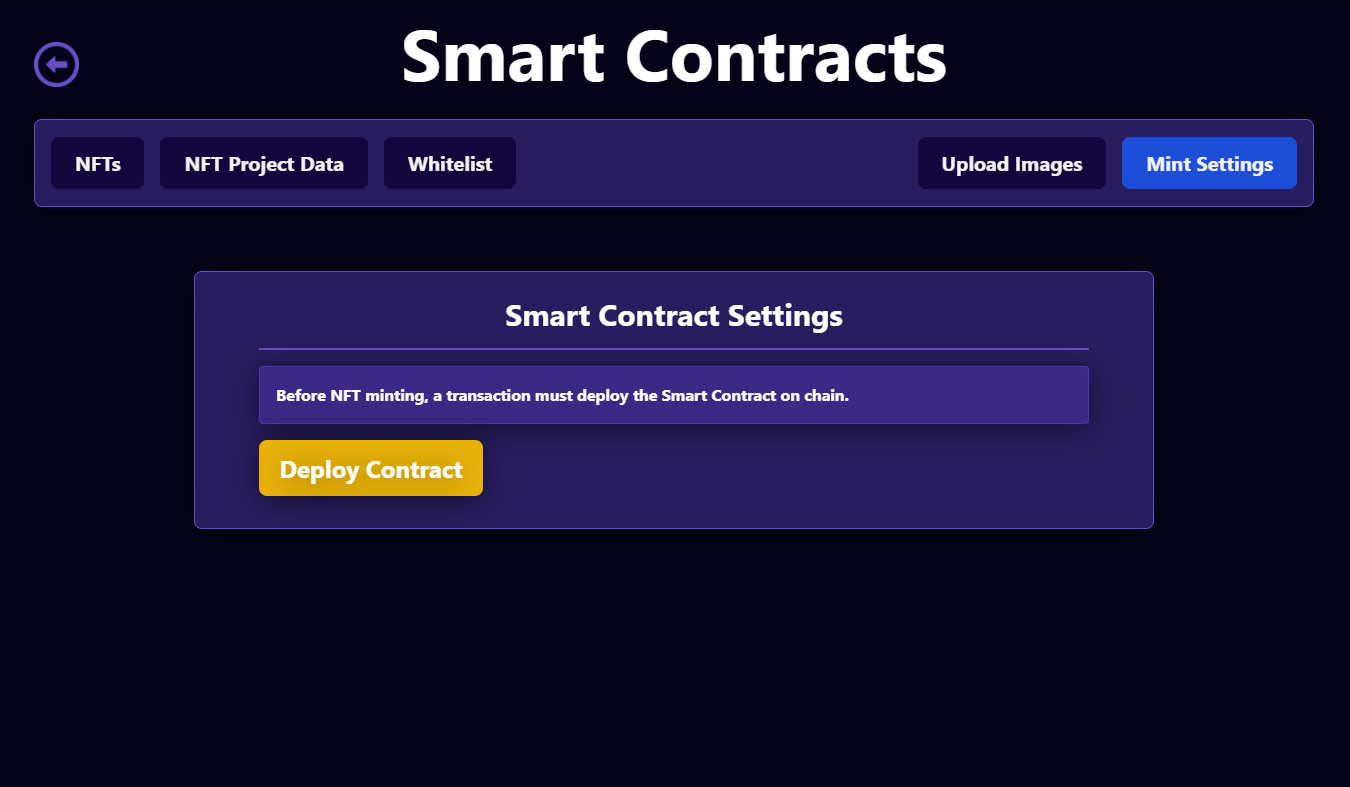 Smart Contracts
NFTs
NFT Project Data
Whitelist
Upload Images
Mint Settings
Smart Contract Settings
Before NFT minting, a transaction must deploy the Smart Contract on chain.
Deploy Contract